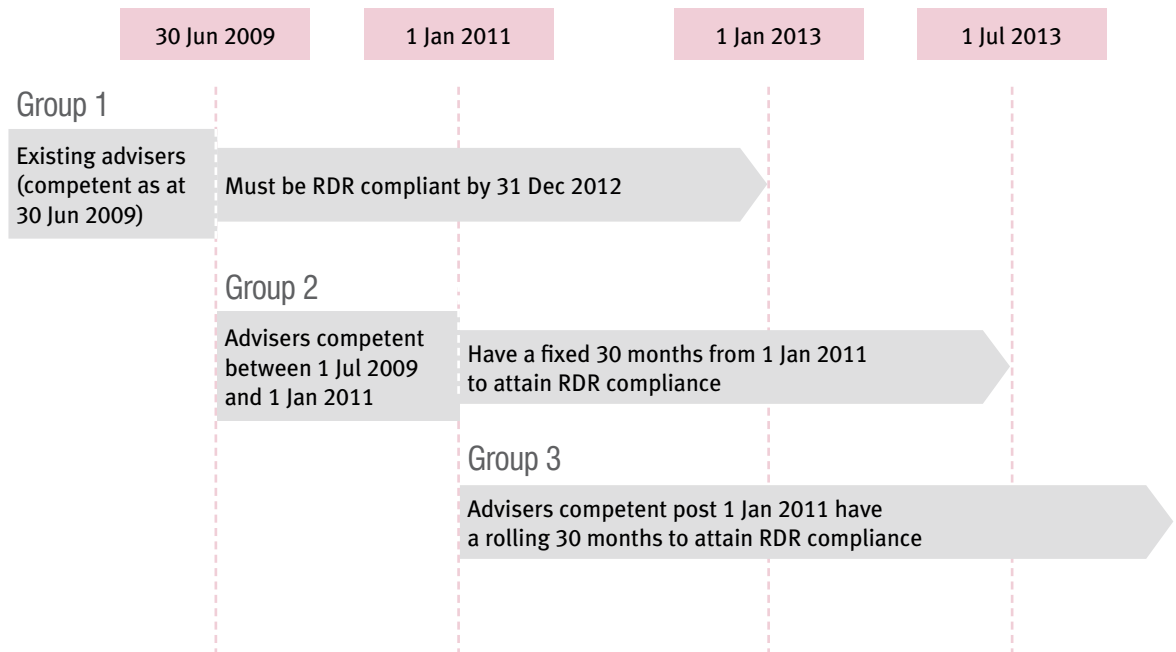 30 Jun 2009
1 Jan 2011
1 Jan 2013
1 Jul 2013
Group 1
Existing advisers
(competent as at
30 Jun 2009)
Must be RDR compliant by 31 Dec 2012
Group 2
Advisers competent
between 1 Jul 2009
and 1 Jan 2011
Have a fixed 30 months from 1 Jan 2011
to attain RDR compliance
Group 3
Advisers competent post 1 Jan 2011 have
a rolling 30 months to attain RDR compliance